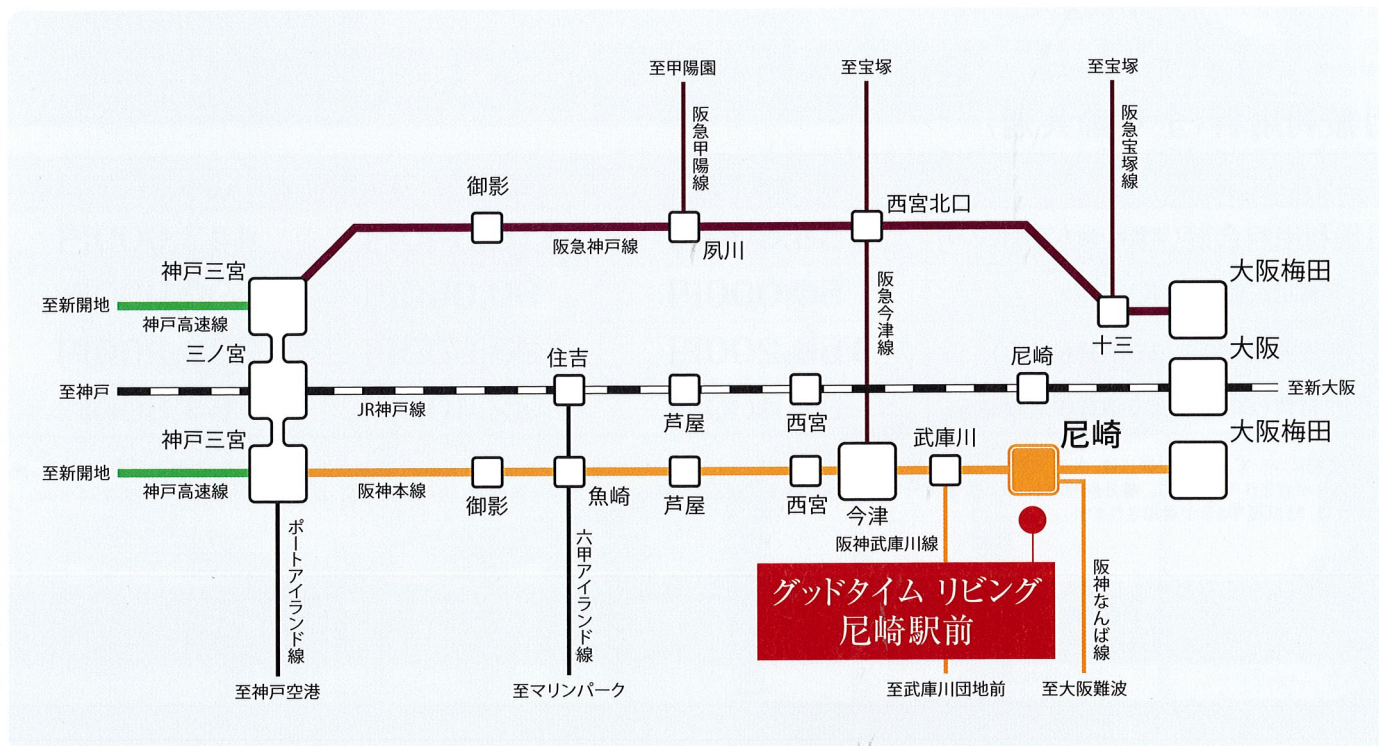 至甲陽園
至宝塚
至宝塚
阪急甲陽線
阪急宝塚線
御影
西宮北口
阪急神戸線
夙川
神戸三宮
大阪梅田
至新開地
神戸高速線
阪急今津線
十三
三ノ宮
住吉
尼崎
大阪
至神戸
至新大阪
JR神戸線
芦屋
西宮
神戸三宮
武庫川
尼崎
大阪梅田
至新開地
神戸高速線
阪神本線
御影
魚崎
芦屋
西宮
今津
阪神武庫川線
ポートアイランド線
六甲アイランド線
グッドタイム リビング
尼崎駅前
阪神なんば線
至神戸空港
至マリンパーク
至武庫川団地前
至大阪難波